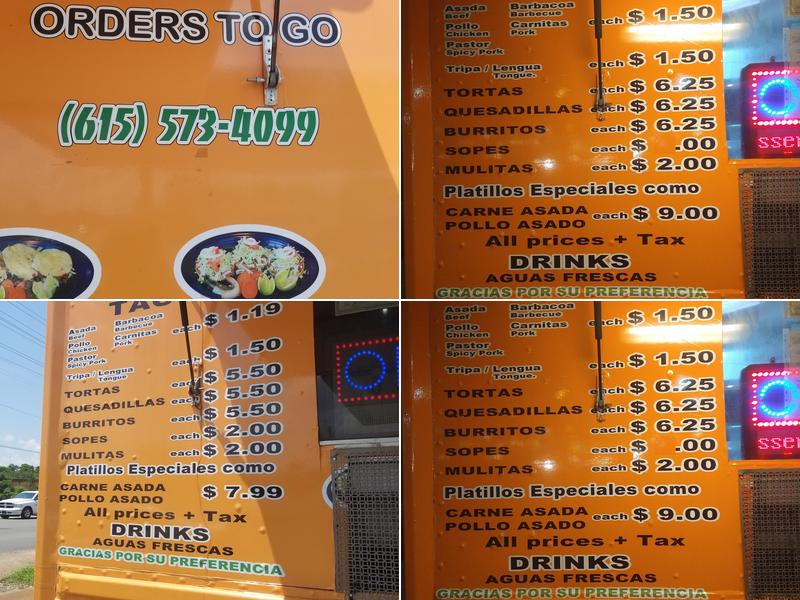 ORDERS TO GO
(615) 573-4099
Asada Barbacoa
Beef Barbecue each $ 1.50
Pollo Carnitas
Chicken Pork
Pastor
Spicy Pork
Tripa / Lengua each $ 1.50
Tongue.
TORTAS $ 6.25
QUESADILLAS each $ 6.25
BURRITOS each $ 6.25
SOPES each $ .00
MULITAS each $ 2.00
Platillos Especiales como
CARNE ASADA each $ 9.00
POLLO ASADO
All prices + Tax
DRINKS
AGUAS FRESCAS
GRACIAS POR SU PREFERENCIA
$ 1.19
Asada Barbacoa each
Beef Barbecue
Pollo Carnitas
Chicken Pork
Pastor each $ 1.50
Spicy Pork
Tripa / Lengua each $ 5.50
Tongue
TORTAS $ 5.50
QUESADILLAS each $ 5.50
BURRITOS each $ 2.00
SOPES each $ 2.00
MULITAS
Platillos Especiales como
CARNE ASADA $ 7.99
POLLO ASADO
All prices + Tax
DRINKS
AGUAS FRESCAS
GRACIAS POR SU PREFERENCIA
Asada Barbacoa
Beef Barbecue each $ 1.50
Pollo Carnitas
Chicken Pork
Pastor
Spicy Pork
Tripa / Lengua each $ 1.50
Tongue.
TORTAS $ 6.25
QUESADILLAS each $ 6.25
BURRITOS each $ 6.25
SOPES each $ .00
MULITAS each $ 2.00
Platillos Especiales como
CARNE ASADA each $ 9.00
POLLO ASADO
All prices + Tax
DRINKS
AGUAS FRESCAS
GRACIAS POR SU PREFERENCIA